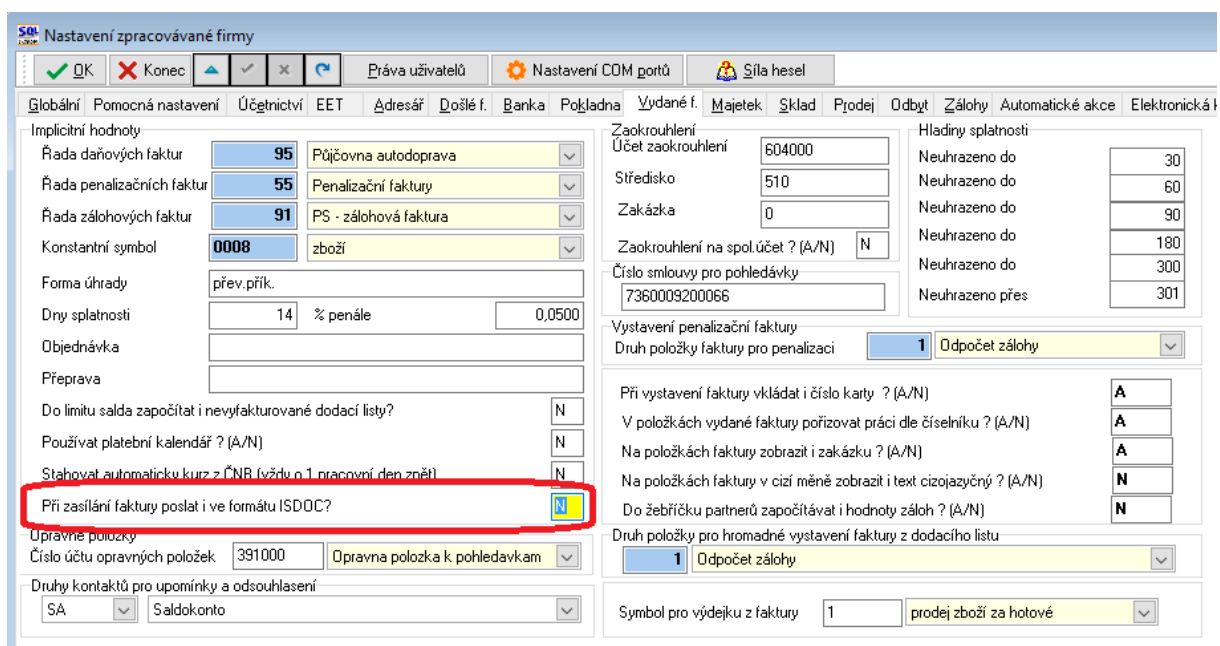 SQL Nastavení zpracovávané firmy
OK Konec Práva uživatelů Nastavení COM portů Síla hesel
Globální Pomocná nastavení Účetnictví EET Adresář Došlé f. Banka Pokladna Vydané f. Majetek Sklad Prodej Odbyt Zálohy Automatické akce Elektronická
Implicitní hodnoty
Řada daňových faktur 95 Půjčovna autodoprava
Řada penalizačních faktur 55 Penalizační faktury
Řada zálohových faktur 91 PS - zálohová faktura
Konstantní symbol 0008 zboží
Forma úhrady přev.přík.
Dny splatnosti 14 % penále 0,0500
Objednávka
Přeprava
Do limitu salda započítat i nevyfakturované dodací listy? N
Používat platební kalendář ? (A/N) N
Stahovat automaticky kurz z ČNB (vždy o 1 pracovní den zpět) N
Při zasílání faktury poslat i ve formátu ISDOC? N
Opravné položky
Číslo účtu opravných položek 391000 Opravna polozka k pohledavkam
Druhy kontaktů pro upomínky a odsouhlasení
SA Saldokonto
Zaokrouhlení
Účet zaokrouhlení 604000
Středisko 510
Zakázka 0
Zaokrouhlení na spol.účet ? (A/N) N
Číslo smlouvy pro pohledávky
7360009200066
Hladiny splatnosti
Neuhrazeno do 30
Neuhrazeno do 60
Neuhrazeno do 90
Neuhrazeno do 180
Neuhrazeno do 300
Neuhrazeno přes 301
Vystavení penalizační faktury
Druh položky faktury pro penalizaci 1 Odpočet zálohy
Při vystavení faktury vkládat i číslo karty ? (A/N) A
V položkách vydané faktury pořizovat práci dle číselníku ? (A/N) A
Na položkách faktury zobrazit i zakázku ? (A/N) A
Na položkách faktury v cizí měně zobrazit i text cizojazyčný ? (A/N) N
Do žebříčku partnerů započítávat i hodnoty záloh ? (A/N) N
Druh položky pro hromadné vystavení faktury z dodacího listu
1 Odpočet zálohy
Symbol pro výdejku z faktury 1 prodej zboží za hotové